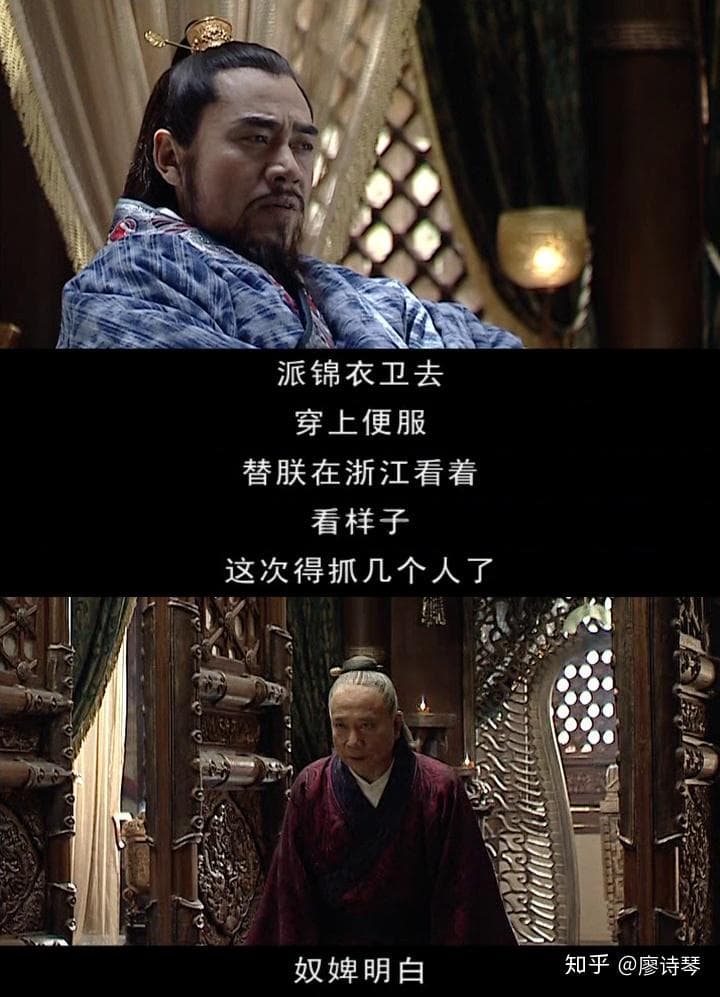 派锦衣卫去
穿上便服
替朕在浙江看着
看样子
这次得抓几个人了
奴婢明白
知乎 @廖诗琴